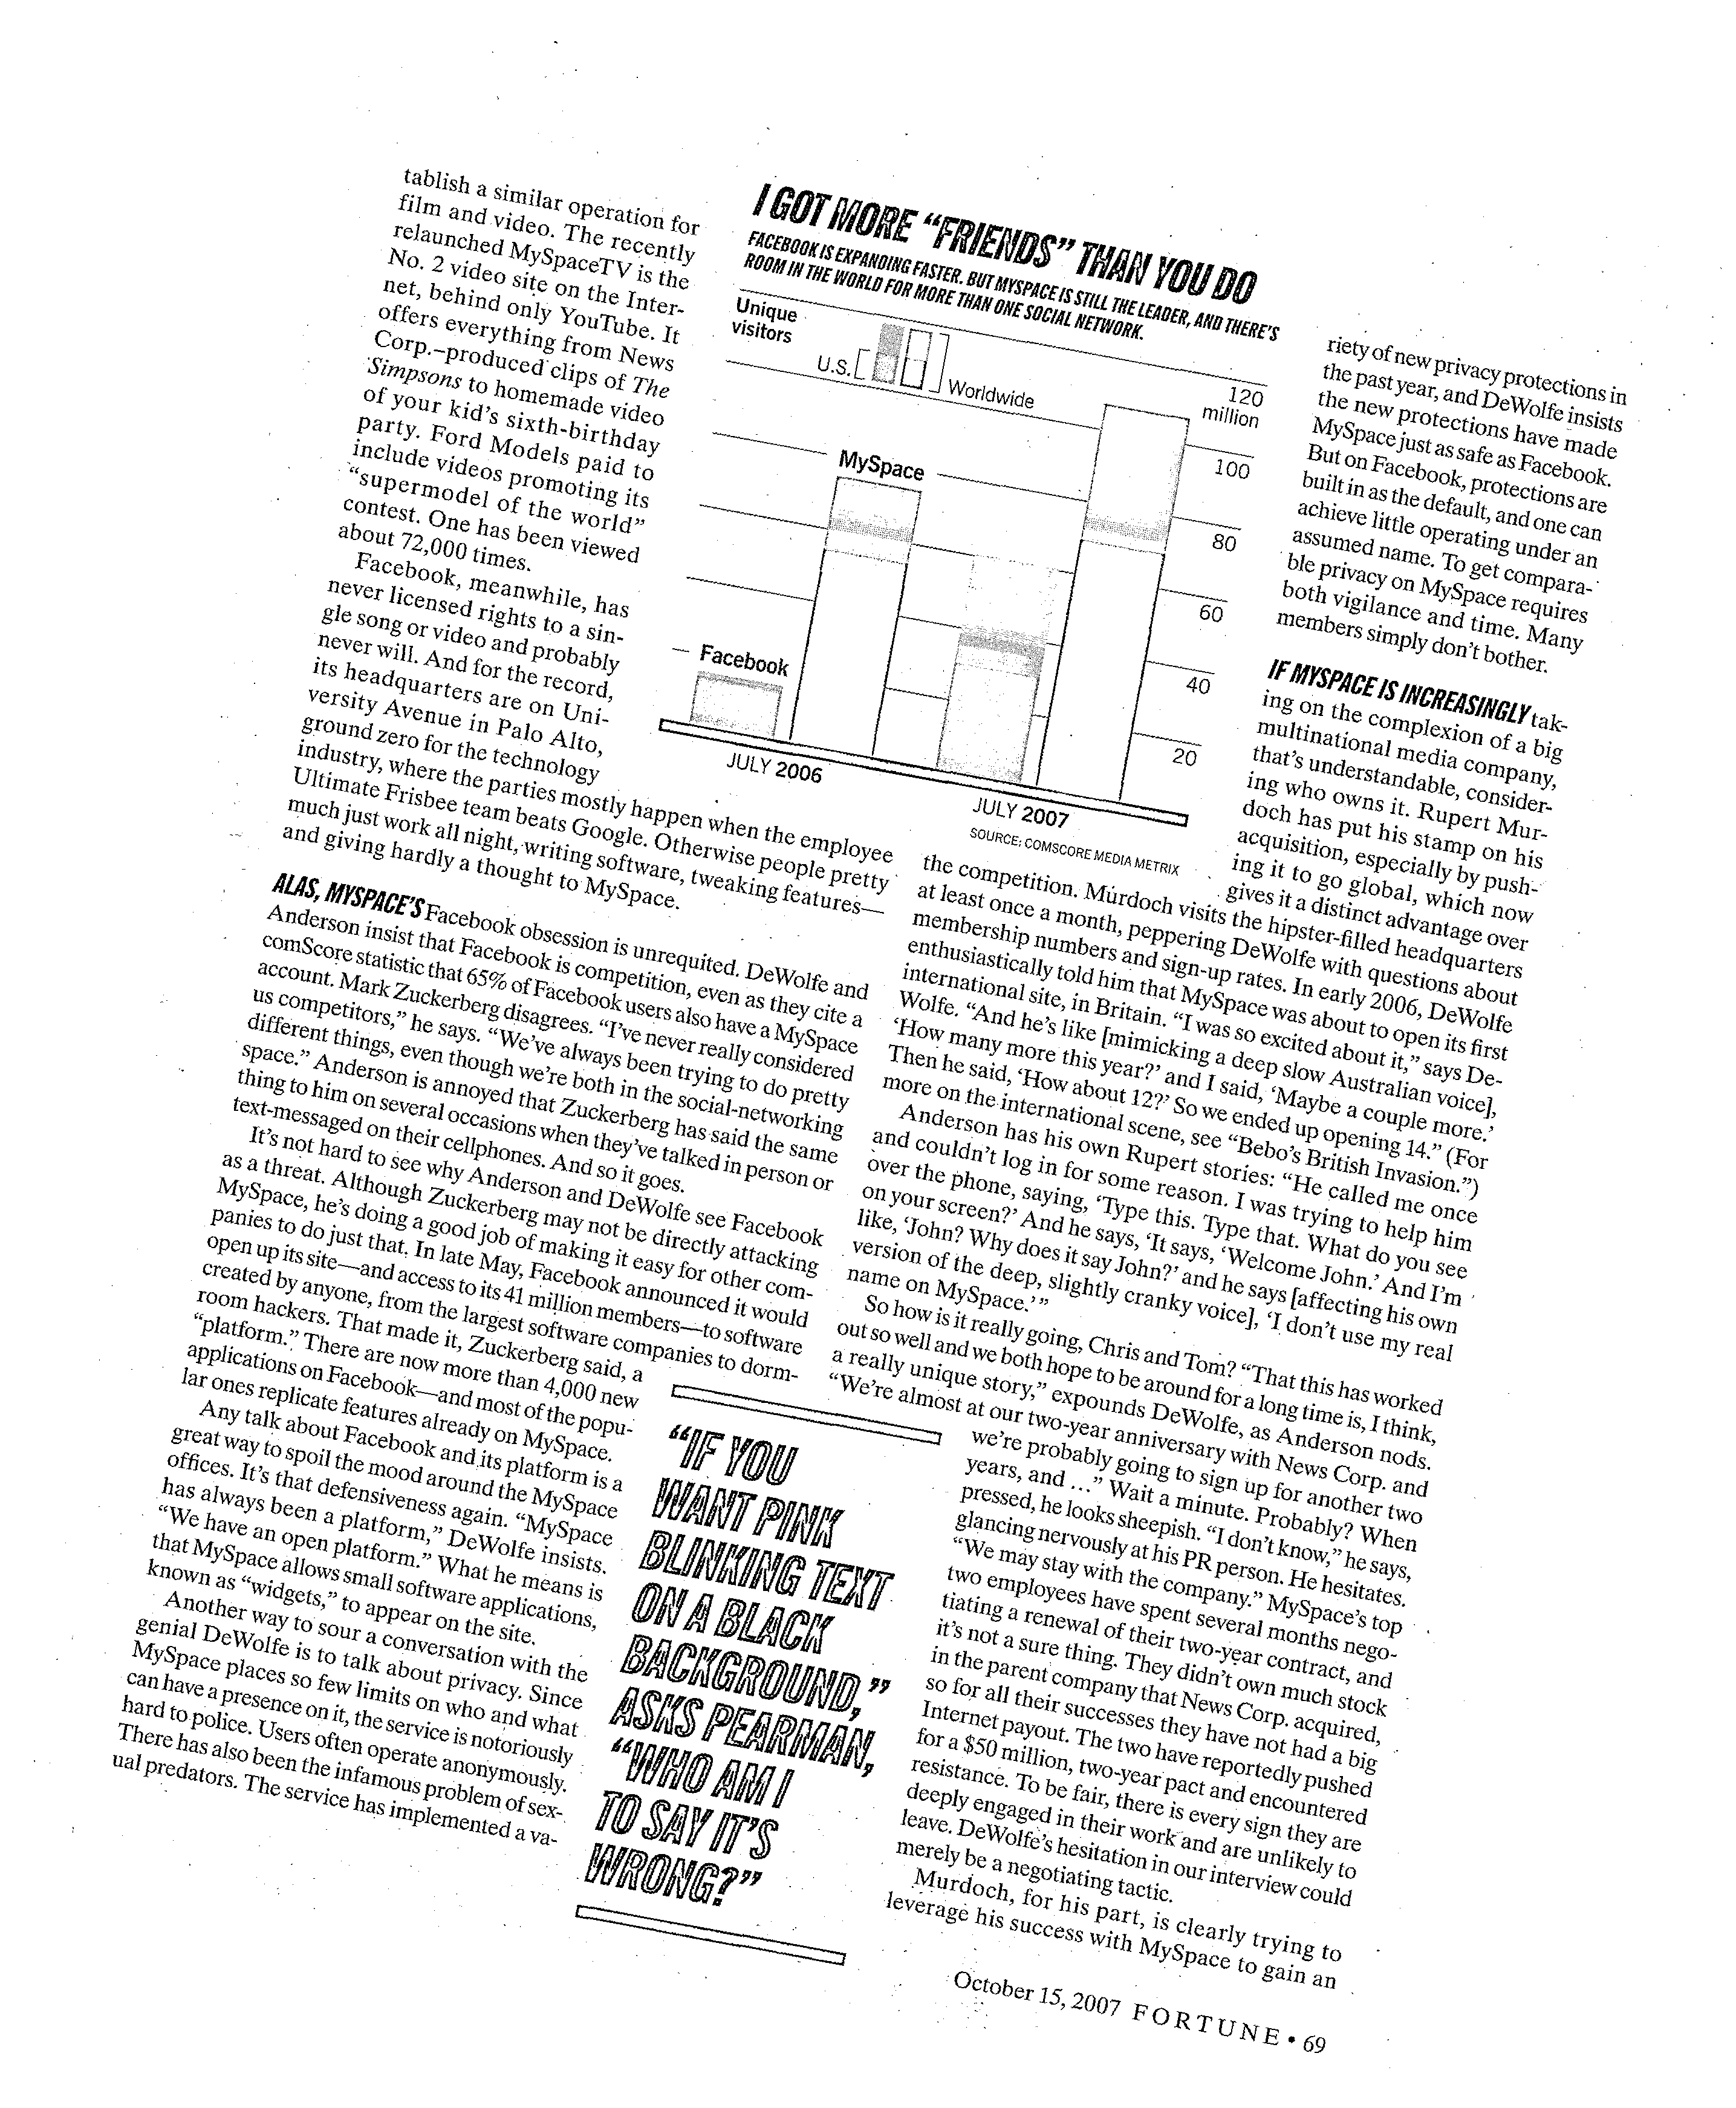 tablish a similar operation for
film and video. The recently
relaunched MySpaceTV is the
No. 2 video site on the Inter-
net, behind only YouTube. It
offers everything from News
Corp.–produced clips of The
Simpsons to homemade video
of your kid's sixth-birthday
party. Ford Models paid to
include videos promoting its
“supermodel of the world”
contest. One has been viewed
about 72,000 times.
Facebook, meanwhile, has
never licensed rights to a sin-
gle song or video and probably
never will. And for the record,
its headquarters are on Uni-
versity Avenue in Palo Alto,
ground zero for the technology
industry, where the parties mostly happen when the employee
Ultimate Frisbee team beats Google. Otherwise people pretty
much just work all night, writing software, tweaking features—
and giving hardly a thought to MySpace.
ALAS, MYSPACE'S Facebook obsession is unrequited. DeWolfe and
Anderson insist that Facebook is competition, even as they cite a
comScore statistic that 65% of Facebook users also have a MySpace
account. Mark Zuckerberg disagrees. “I've never really considered
us competitors,” he says. “We've always been trying to do pretty
different things, even though we're both in the social-networking
space.” Anderson is annoyed that Zuckerberg has said the same
thing to him on several occasions when they've talked in person or
text-messaged on their cellphones. And so it goes.
It's not hard to see why Anderson and DeWolfe see Facebook
as a threat. Although Zuckerberg may not be directly attacking
MySpace, he's doing a good job of making it easy for other com-
panies to do just that. In late May, Facebook announced it would
open up its site—and access to its 41 million members—to software
created by anyone, from the largest software companies to dorm-
room hackers. That made it, Zuckerberg said, a
“platform.” There are now more than 4,000 new
applications on Facebook—and most of the popu-
lar ones replicate features already on MySpace.
Any talk about Facebook and its platform is a
great way to spoil the mood around the MySpace
offices. It's that defensiveness again. “MySpace
has always been a platform,” DeWolfe insists.
“We have an open platform.” What he means is
that MySpace allows small software applications,
known as “widgets,” to appear on the site.
Another way to sour a conversation with the
genial DeWolfe is to talk about privacy. Since
MySpace places so few limits on who and what
can have a presence on it, the service is notoriously
hard to police. Users often operate anonymously.
There has also been the infamous problem of sex-
ual predators. The service has implemented a va-
I GOT MORE “FRIENDS” THAN YOU DO
FACEBOOK IS EXPANDING FASTER. BUT MYSPACE IS STILL THE LEADER, AND THERE'S
ROOM IN THE WORLD FOR MORE THAN ONE SOCIAL NETWORK.
Unique
visitors
U.S.
Worldwide
120
million
100
80
60
40
20
MySpace
Facebook
JULY 2006
JULY 2007
SOURCE: COMSCORE MEDIA METRIX
“IF YOU
WANT PINK
BLINKING TEXT
ON A BLACK
BACKGROUND,”
ASKS PEARMAN,
“WHO AM I
TO SAY IT'S
WRONG?”
riety of new privacy protections in
the past year, and DeWolfe insists
the new protections have made
MySpace just as safe as Facebook.
But on Facebook, protections are
built in as the default, and one can
achieve little operating under an
assumed name. To get compara-
ble privacy on MySpace requires
both vigilance and time. Many
members simply don't bother.
IF MYSPACE IS INCREASINGLY tak-
ing on the complexion of a big
multinational media company,
that's understandable, consider-
ing who owns it. Rupert Mur-
doch has put his stamp on his
acquisition, especially by push-
ing it to go global, which now
gives it a distinct advantage over
the competition. Murdoch visits the hipster-filled headquarters
at least once a month, peppering DeWolfe with questions about
membership numbers and sign-up rates. In early 2006, DeWolfe
enthusiastically told him that MySpace was about to open its first
international site, in Britain. “I was so excited about it,” says De-
Wolfe. “And he's like [mimicking a deep slow Australian voice],
‘How many more this year?’ and I said, ‘Maybe a couple more.’
Then he said, ‘How about 12?’ So we ended up opening 14.” (For
more on the international scene, see “Bebo's British Invasion.”)
Anderson has his own Rupert stories: “He called me once
and couldn't log in for some reason. I was trying to help him
over the phone, saying, ‘Type this. Type that. What do you see
on your screen?’ And he says, ‘It says, ‘Welcome John.’ And I'm
like, ‘John? Why does it say John?’ and he says [affecting his own
version of the deep, slightly cranky voice], ‘I don't use my real
name on MySpace.’”
So how is it really going, Chris and Tom? “That this has worked
out so well and we both hope to be around for a long time is, I think,
a really unique story,” expounds DeWolfe, as Anderson nods.
“We're almost at our two-year anniversary with News Corp. and
we're probably going to sign up for another two
years, and ...” Wait a minute. Probably? When
pressed, he looks sheepish. “I don't know,” he says,
glancing nervously at his PR person. He hesitates.
“We may stay with the company.” MySpace's top
two employees have spent several months nego-
tiating a renewal of their two-year contract, and
it's not a sure thing. They didn't own much stock
in the parent company that News Corp. acquired,
so for all their successes they have not had a big
Internet payout. The two have reportedly pushed
for a $50 million, two-year pact and encountered
resistance. To be fair, there is every sign they are
deeply engaged in their work and are unlikely to
leave. DeWolfe's hesitation in our interview could
merely be a negotiating tactic.
Murdoch, for his part, is clearly trying to
leverage his success with MySpace to gain an
October 15, 2007 FORTUNE • 69